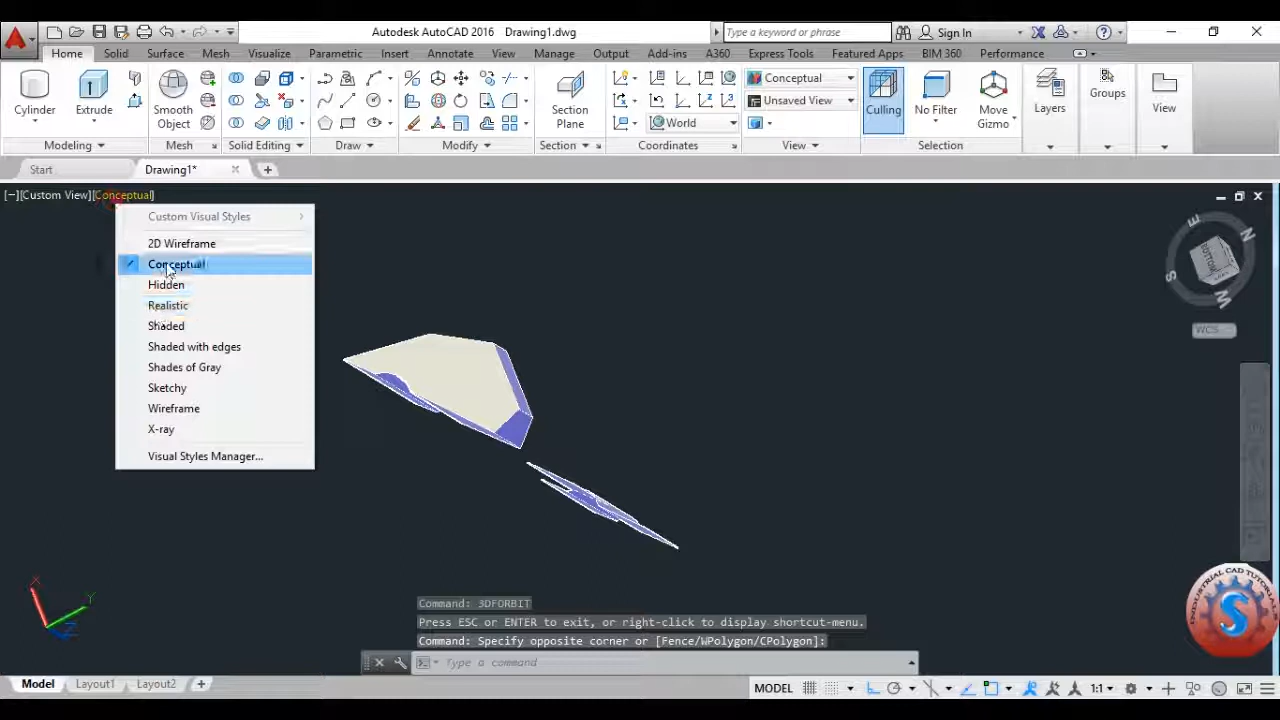 Autodesk AutoCAD 2016 Drawing1.dwg
Type a keyword or phrase
Sign In
Home Solid Surface Mesh Visualize Parametric Insert Annotate View Manage Output Add-ins A360 Express Tools Featured Apps BIM 360 Performance
Cylinder
Extrude
Smooth Object
Section Plane
Conceptual
Unsaved View
World
Culling
No Filter
Move Gizmo
Layers
Groups
View
Modeling Mesh Solid Editing Draw Modify Section Coordinates View Selection
Start
Drawing1*
[−][Custom View][Conceptual]
Custom Visual Styles
2D Wireframe
Conceptual
Hidden
Realistic
Shaded
Shaded with edges
Shades of Gray
Sketchy
Wireframe
X-ray
Visual Styles Manager...
E
N
S
W
BOTTOM
WCS
X
Y
Z
INDUSTRIAL CAD TUTORIALS
S
Command: 3DFORBIT
Press ESC or ENTER to exit, or right-click to display shortcut-menu.
Command: Specify opposite corner or [Fence/WPolygon/CPolygon]:
Type a command
Model Layout1 Layout2
MODEL
1:1